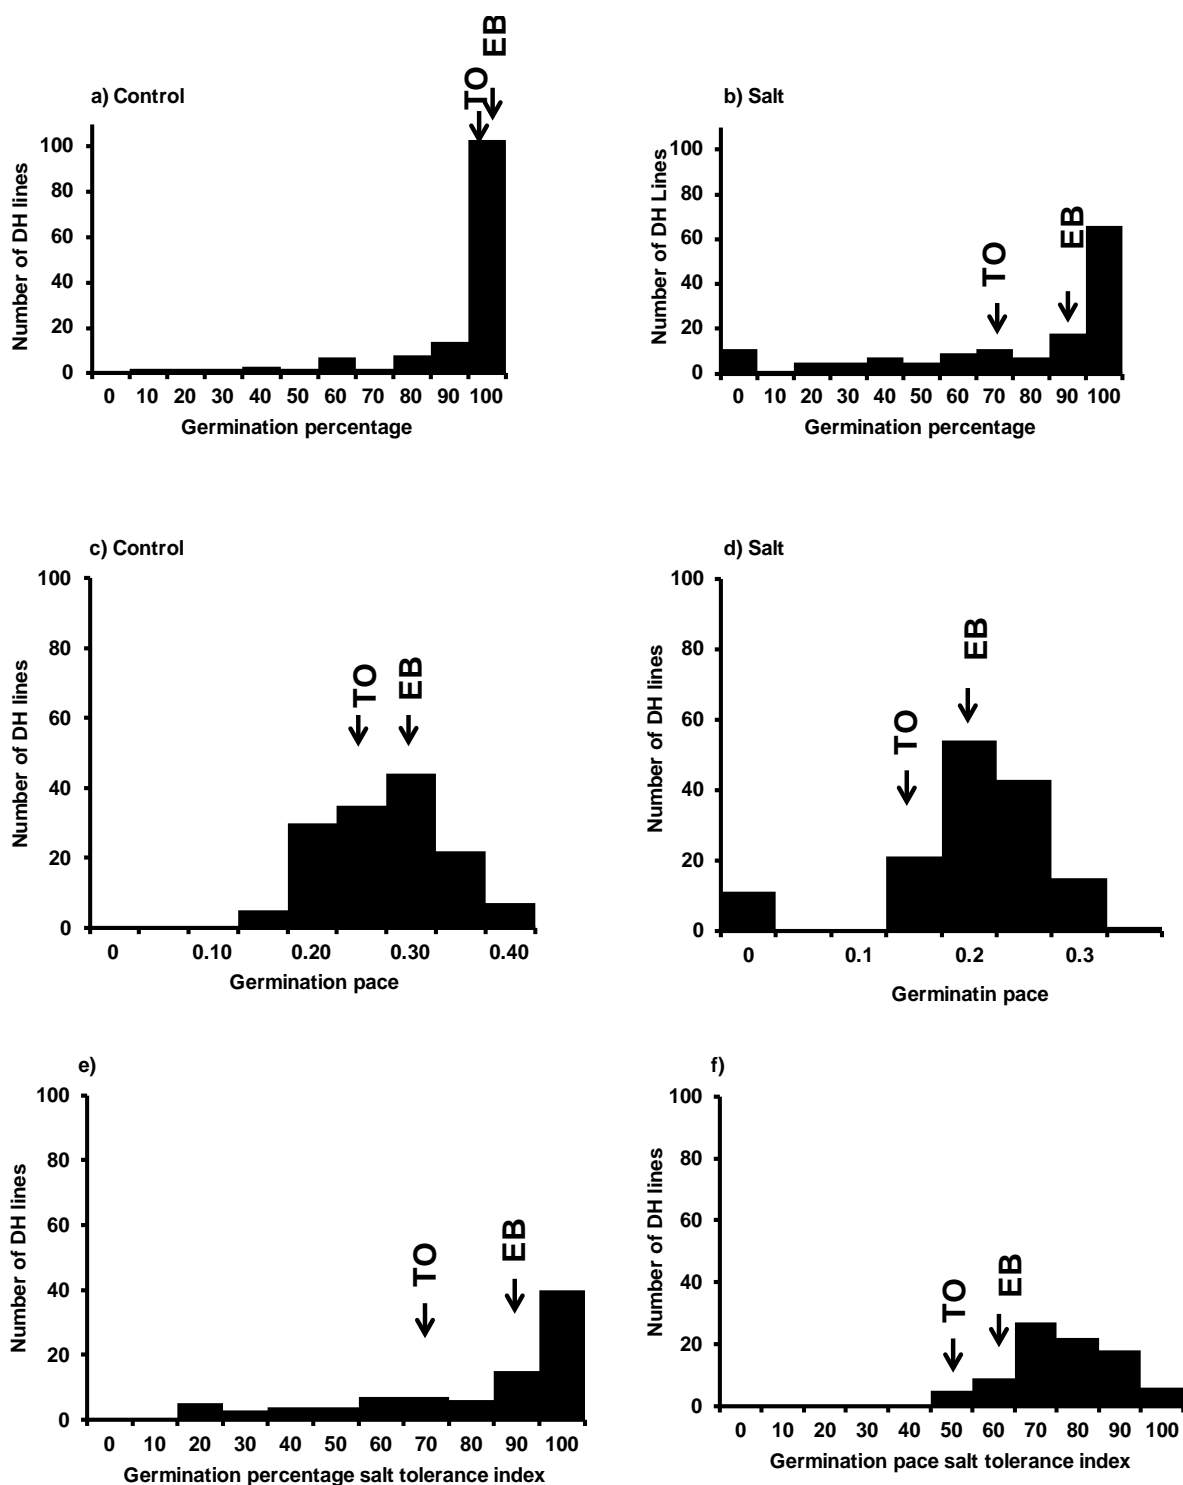 a) Control
TO
EB
Number of DH lines
100
80
60
40
20
0
0 10 20 30 40 50 60 70 80 90 100
Germination percentage
b) Salt
TO
EB
Number of DH Lines
100
80
60
40
20
0
0 10 20 30 40 50 60 70 80 90 100
Germination percentage
c) Control
TO
EB
Number of DH lines
100
80
60
40
20
0
0 0.10 0.20 0.30 0.40
Germination pace
d) Salt
TO
EB
Number of DH lines
100
80
60
40
20
0
0 0.1 0.2 0.3
Germinatin pace
e)
TO
EB
Number of DH lines
100
80
60
40
20
0
0 10 20 30 40 50 60 70 80 90 100
Germination percentage salt tolerance index
f)
TO
EB
Number of DH lines
100
80
60
40
20
0
0 10 20 30 40 50 60 70 80 90 100
Germination pace salt tolerance index